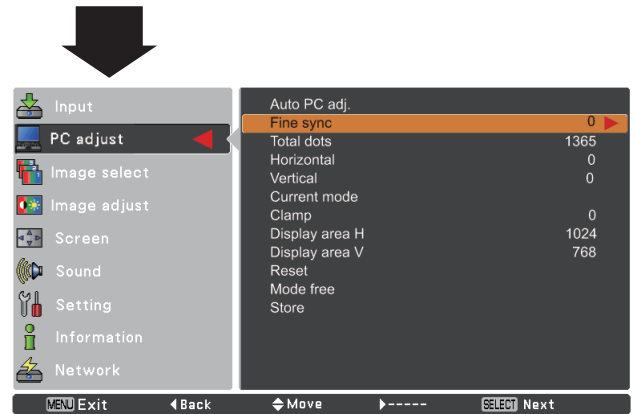 Input
PC adjust
Image select
Image adjust
Screen
Sound
Setting
Information
Network
Auto PC adj.
Fine sync 0
Total dots 1365
Horizontal 0
Vertical 0
Current mode
Clamp 0
Display area H 1024
Display area V 768
Reset
Mode free
Store
MENU Exit ◀Back Move ▶----- SELECT Next